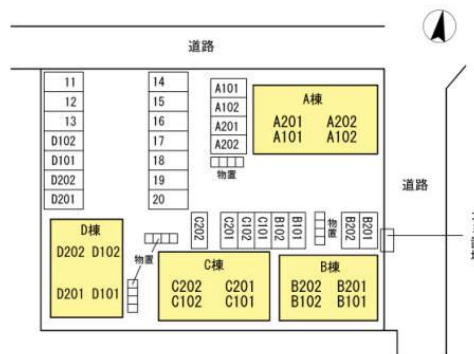 道路
11
12
13
D102
D101
D202
D201
14
15
16
17
18
19
20
A101
A102
A201
A202
物置
A棟
A201 A202
A101 A102
道路
C202
C201
C102
C101
B102
B101
物置
B202
B201
D棟
D202 D102
D201 D101
物置
C棟
C202 C201
C102 C101
B棟
B202 B201
B102 B101